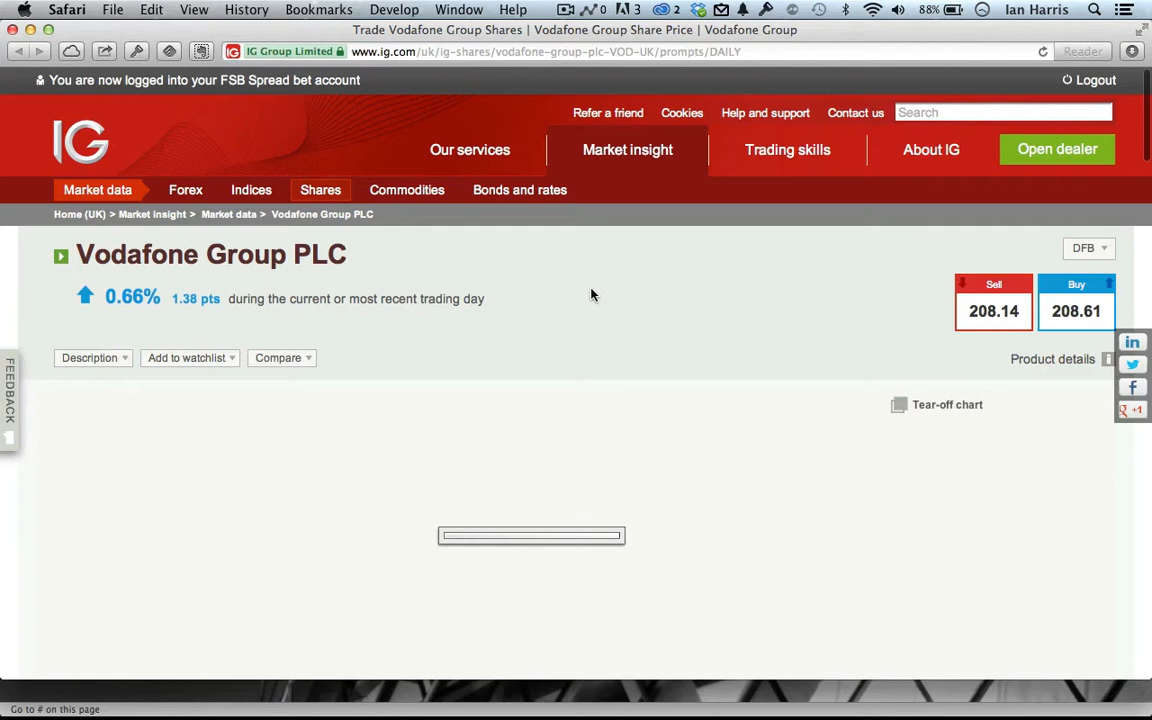 Safari File Edit View History Bookmarks Develop Window Help 0 3 2 88% Ian Harris
Trade Vodafone Group Shares | Vodafone Group Share Price | Vodafone Group
IG Group Limited www.ig.com/uk/ig-shares/vodafone-group-plc-VOD-UK/prompts/DAILY Reader
You are now logged into your FSB Spread bet account Logout
Refer a friend Cookies Help and support Contact us Search
IG Our services Market insight Trading skills About IG Open dealer
Market data Forex Indices Shares Commodities Bonds and rates
Home (UK) > Market insight > Market data > Vodafone Group PLC
Vodafone Group PLC DFB
0.66% 1.38 pts during the current or most recent trading day
Sell Buy
208.14 208.61
in
Description Add to watchlist Compare Product details i
f
FEEDBACK
Tear-off chart
g +1
Go to # on this page